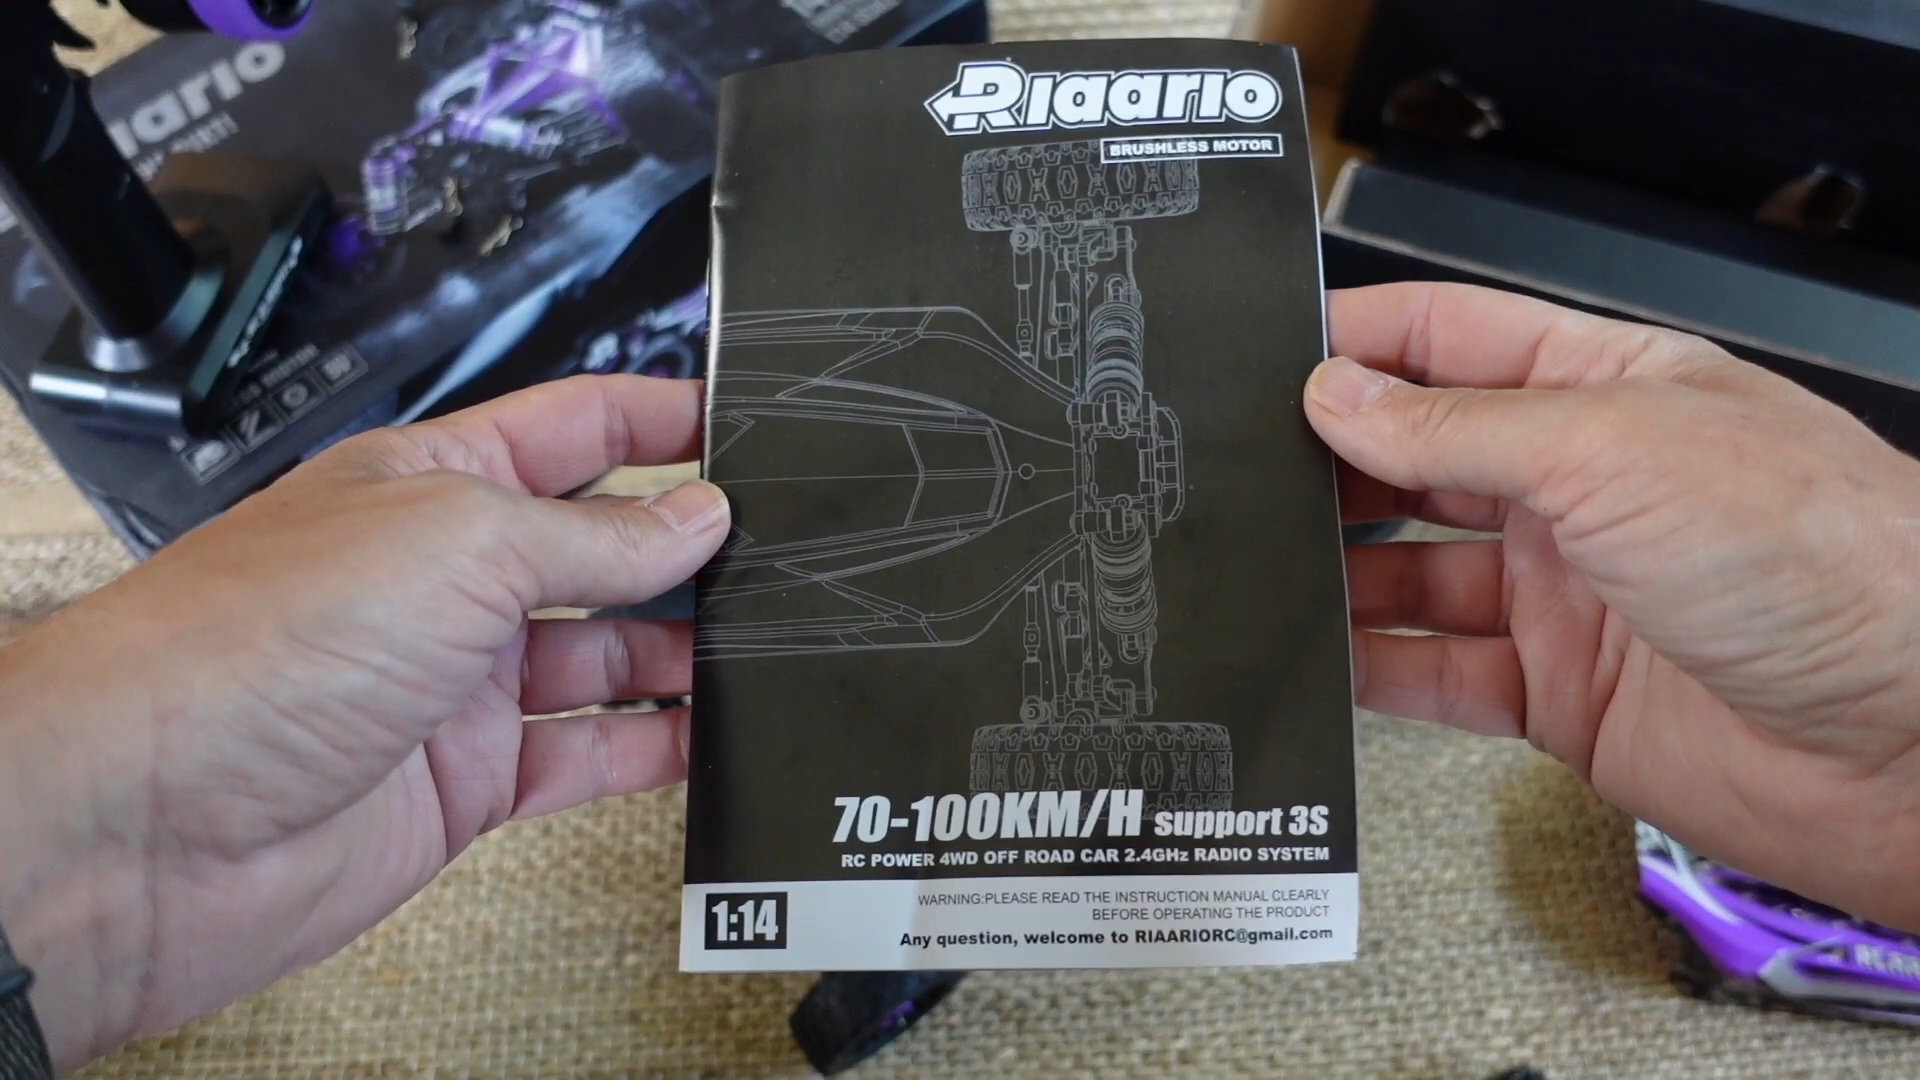 Riaario
BRUSHLESS MOTOR
70-100KM/H support 3S
RC POWER 4WD OFF ROAD CAR 2.4GHz RADIO SYSTEM
1:14
WARNING:PLEASE READ THE INSTRUCTION MANUAL CLEARLY
BEFORE OPERATING THE PRODUCT
Any question, welcome to RIAARIORC@gmail.com
iaario